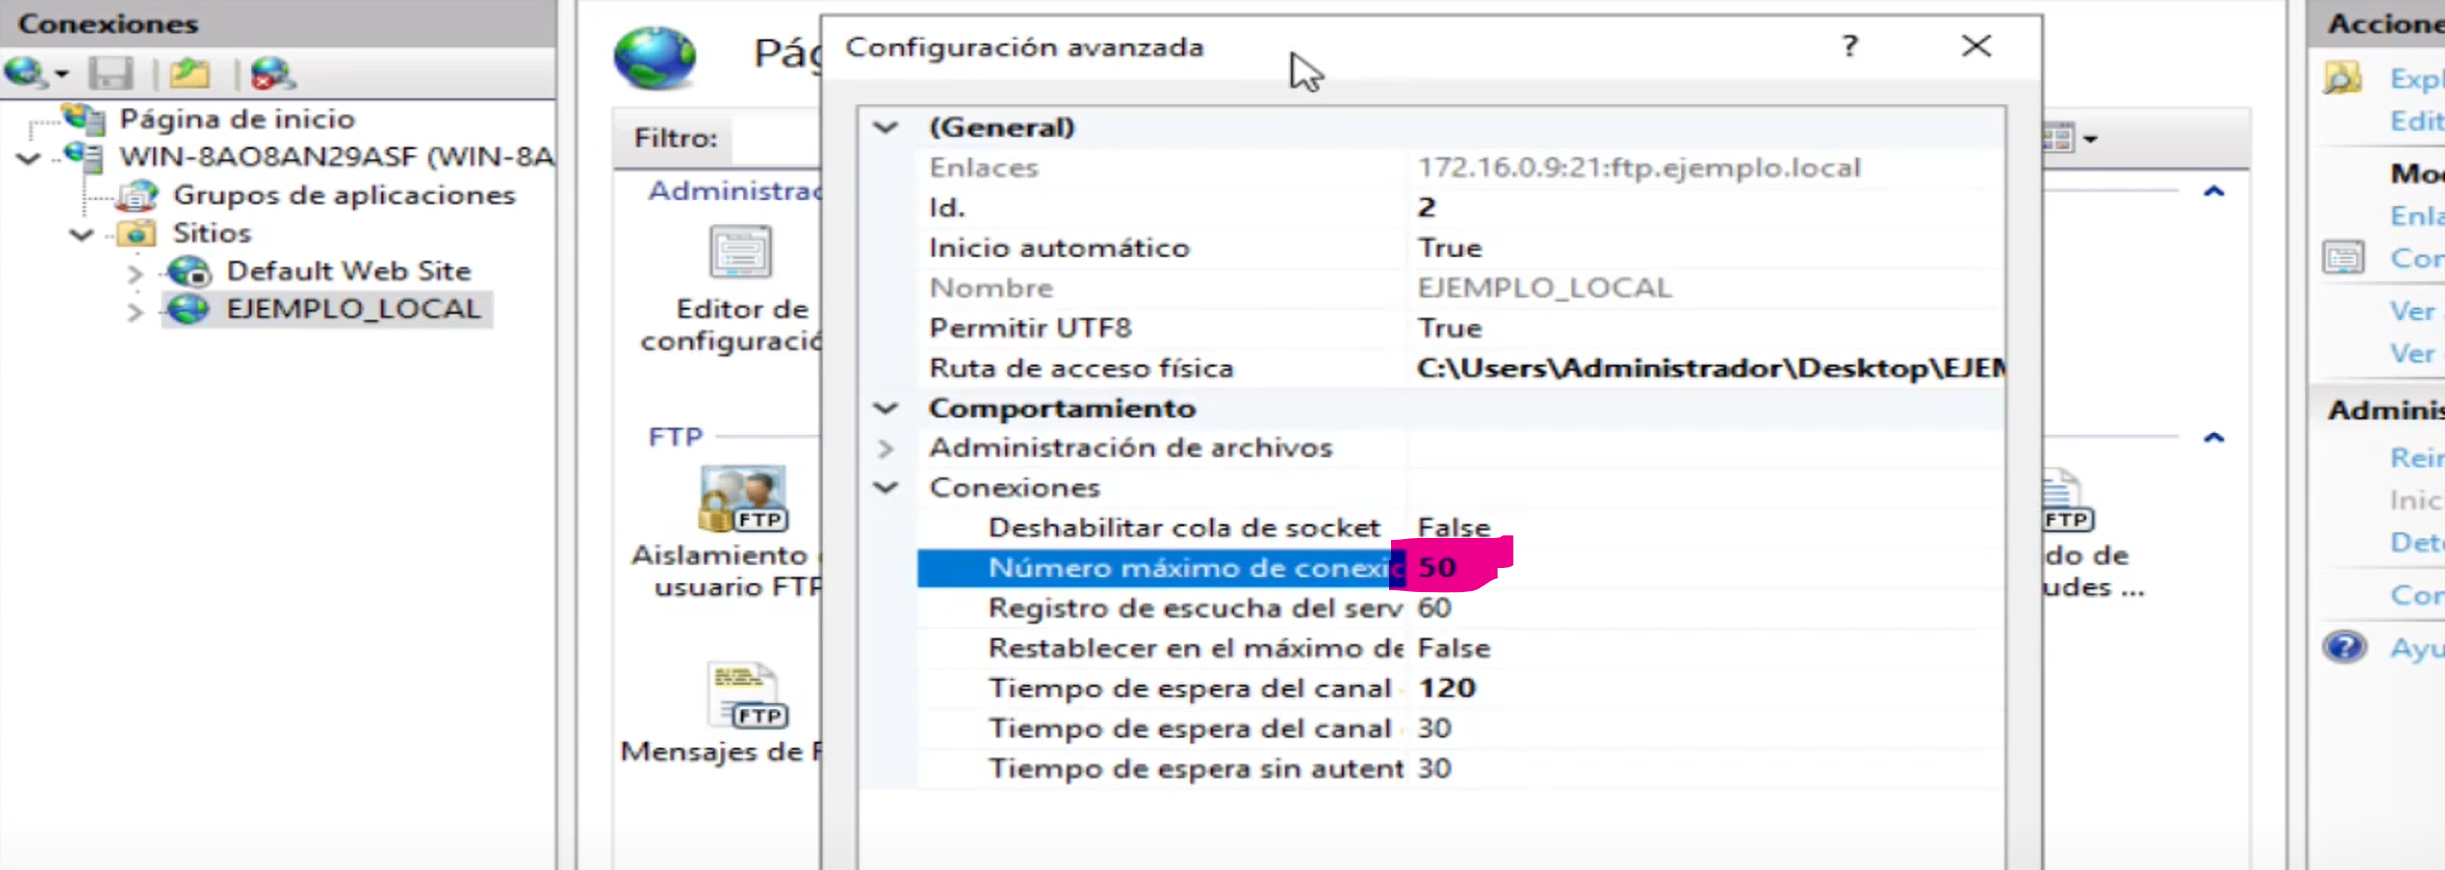 Conexiones
Página de inicio
WIN-8AO8AN29ASF (WIN-8A
Grupos de aplicaciones
Sitios
Default Web Site
EJEMPLO_LOCAL
Pág
Filtro:
Administrac
Editor de
configuració
FTP
FTP
Aislamiento
usuario FTP
FTP
Mensajes de F
Configuración avanzada
?
(General)
Enlaces 172.16.0.9:21:ftp.ejemplo.local
Id. 2
Inicio automático True
Nombre EJEMPLO_LOCAL
Permitir UTF8 True
Ruta de acceso física C:\Users\Administrador\Desktop\EJEM
Comportamiento
Administración de archivos
Conexiones
Deshabilitar cola de socket False
Número máximo de conexio 50
Registro de escucha del serv 60
Restablecer en el máximo de False
Tiempo de espera del canal 120
Tiempo de espera del canal 30
Tiempo de espera sin autent 30
FTP
do de
udes ...
Accione
Expl
Edit
Mod
Enla
Con
Ver
Ver
Adminis
Rein
Inic
Dete
Con
?
Ayu